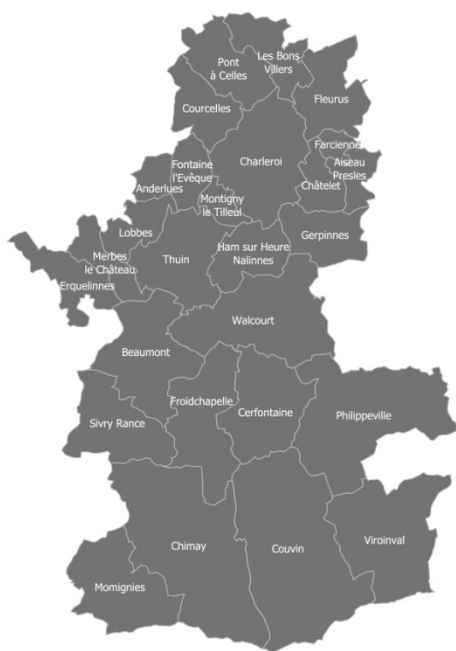 Les Bons
Villers
Pont
à Celles
Fleurus
Courcelles
Farcienne
Charleroi
Aiseau
Presles
Fontaine
l'Evêque
Châtelet
Anderlues
Montigny
le Tilleul
Lobbes
Gerpinnes
Ham sur Heure
Nalinnes
Merbes
le Château
Thuin
Erquelinnes
Walcourt
Beaumont
Froidchapelle
Cerfontaine
Philippeville
Sivry Rance
Viroinval
Chimay
Couvin
Momignies